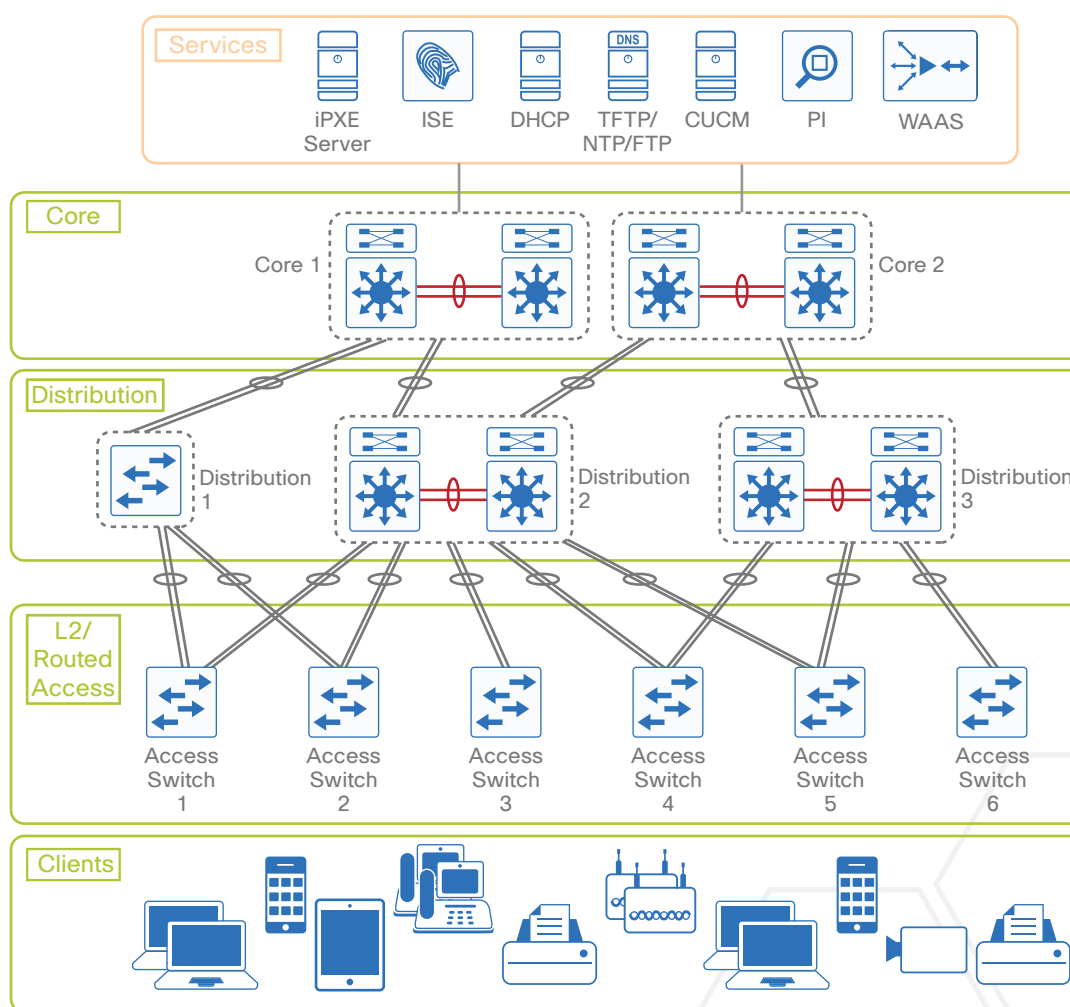 Services
iPXE
Server
ISE
DHCP
DNS
TFTP/
NTP/FTP
CUCM
PI
WAAS
Core
Core 1
Core 2
Distribution
Distribution
1
Distribution
2
Distribution
3
L2/
Routed
Access
Access
Switch
1
Access
Switch
2
Access
Switch
3
Access
Switch
4
Access
Switch
5
Access
Switch
6
Clients